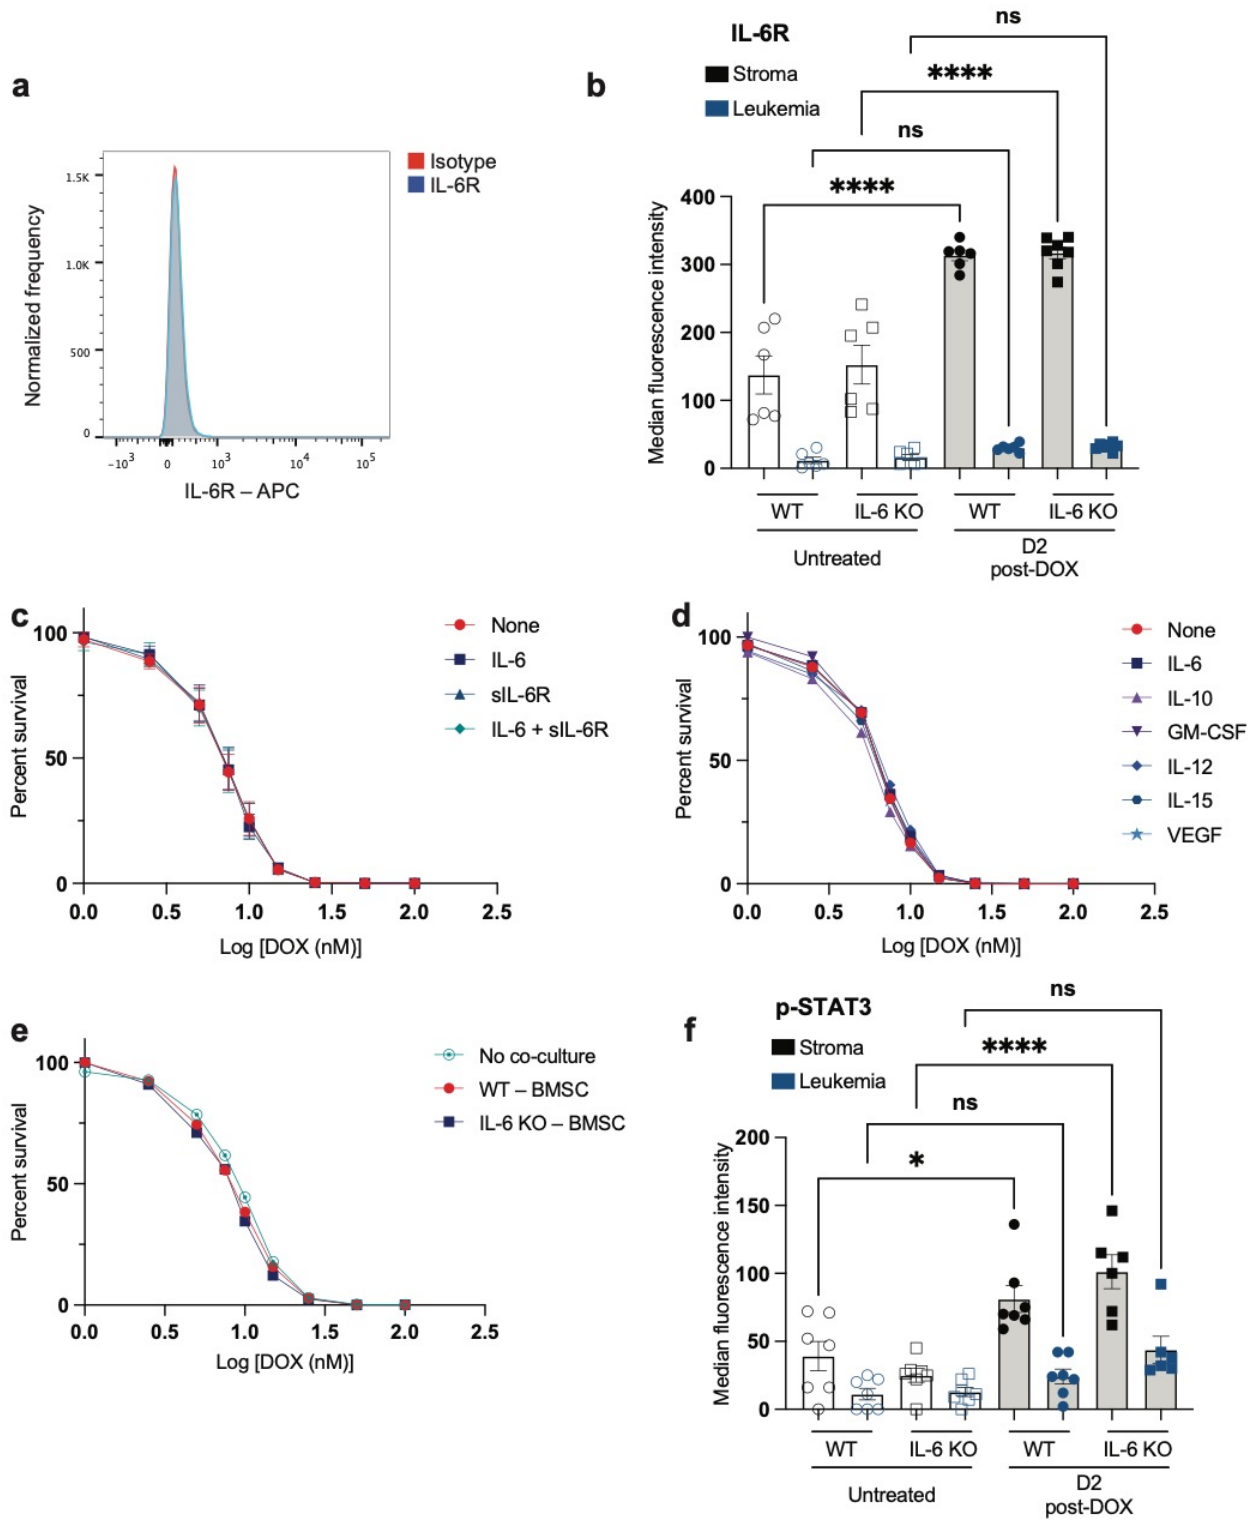 a
Isotype
IL-6R
Normalized frequency
1.5K
1.0K
500
0
-10³ 0 10³ 10⁴ 10⁵
IL-6R – APC
b
IL-6R
Stroma
Leukemia
ns
****
ns
****
Median fluorescence intensity
400
300
200
100
0
WT IL-6 KO WT IL-6 KO
Untreated D2
post-DOX
c
None
IL-6
sIL-6R
IL-6 + sIL-6R
Percent survival
100
50
0
0.0 0.5 1.0 1.5 2.0 2.5
Log [DOX (nM)]
d
None
IL-6
IL-10
GM-CSF
IL-12
IL-15
VEGF
Percent survival
100
50
0
0.0 0.5 1.0 1.5 2.0 2.5
Log [DOX (nM)]
e
No co-culture
WT – BMSC
IL-6 KO – BMSC
Percent survival
100
50
0
0.0 0.5 1.0 1.5 2.0 2.5
Log [DOX (nM)]
f
p-STAT3
Stroma
Leukemia
ns
****
ns
*
Median fluorescence intensity
200
150
100
50
0
WT IL-6 KO WT IL-6 KO
Untreated D2
post-DOX